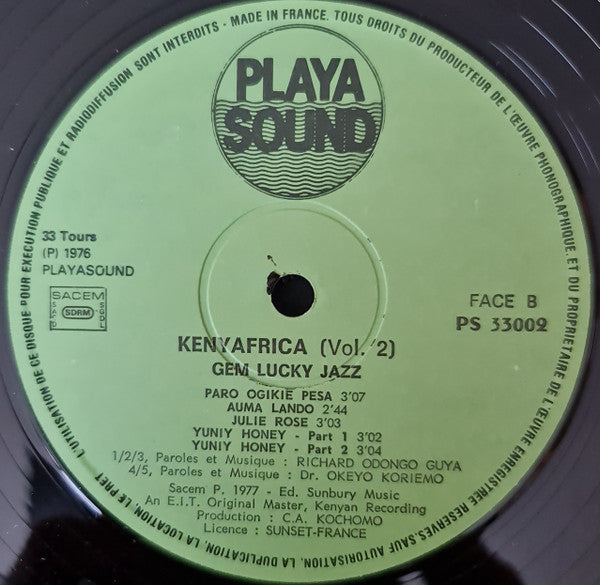 MADE IN FRANCE. TOUS DROITS DU PRODUCTEUR DE L'ŒUVRE PHONOGRAPHIQUE. ET DU PROPRIETAIRE DE L'ŒUVRE ENREGISTREE RESERVES. SAUF AUTORISATION, LA DUPLICATION, LA LOCATION, LE PRET, L'UTILISATION DE CE DISQUE POUR EXECUTION PUBLIQUE ET RADIODIFFUSION SONT INTERDITS -
PLAYA
SOUND
33 Tours
(P) 1976
PLAYASOUND
SACEM
SACD
SDRM
SGDL
FACE B
PS 33002
KENYAFRICA (Vol. 2)
GEM LUCKY JAZZ
PARO OGIKIE PESA 3'07
AUMA LANDO 2'44
JULIE ROSE 3'03
YUNIY HONEY - Part 1 3'02
YUNIY HONEY - Part 2 3'04
1/2/3, Paroles et Musique : RICHARD ODONGO GUYA
4/5, Paroles et Musique : Dr. OKEYO KORIEMO
Sacem P. 1977 - Ed. Sunbury Music
An E.I.T. Original Master, Kenyan Recording
Production : C.A. KOCHOMO
Licence : SUNSET-FRANCE